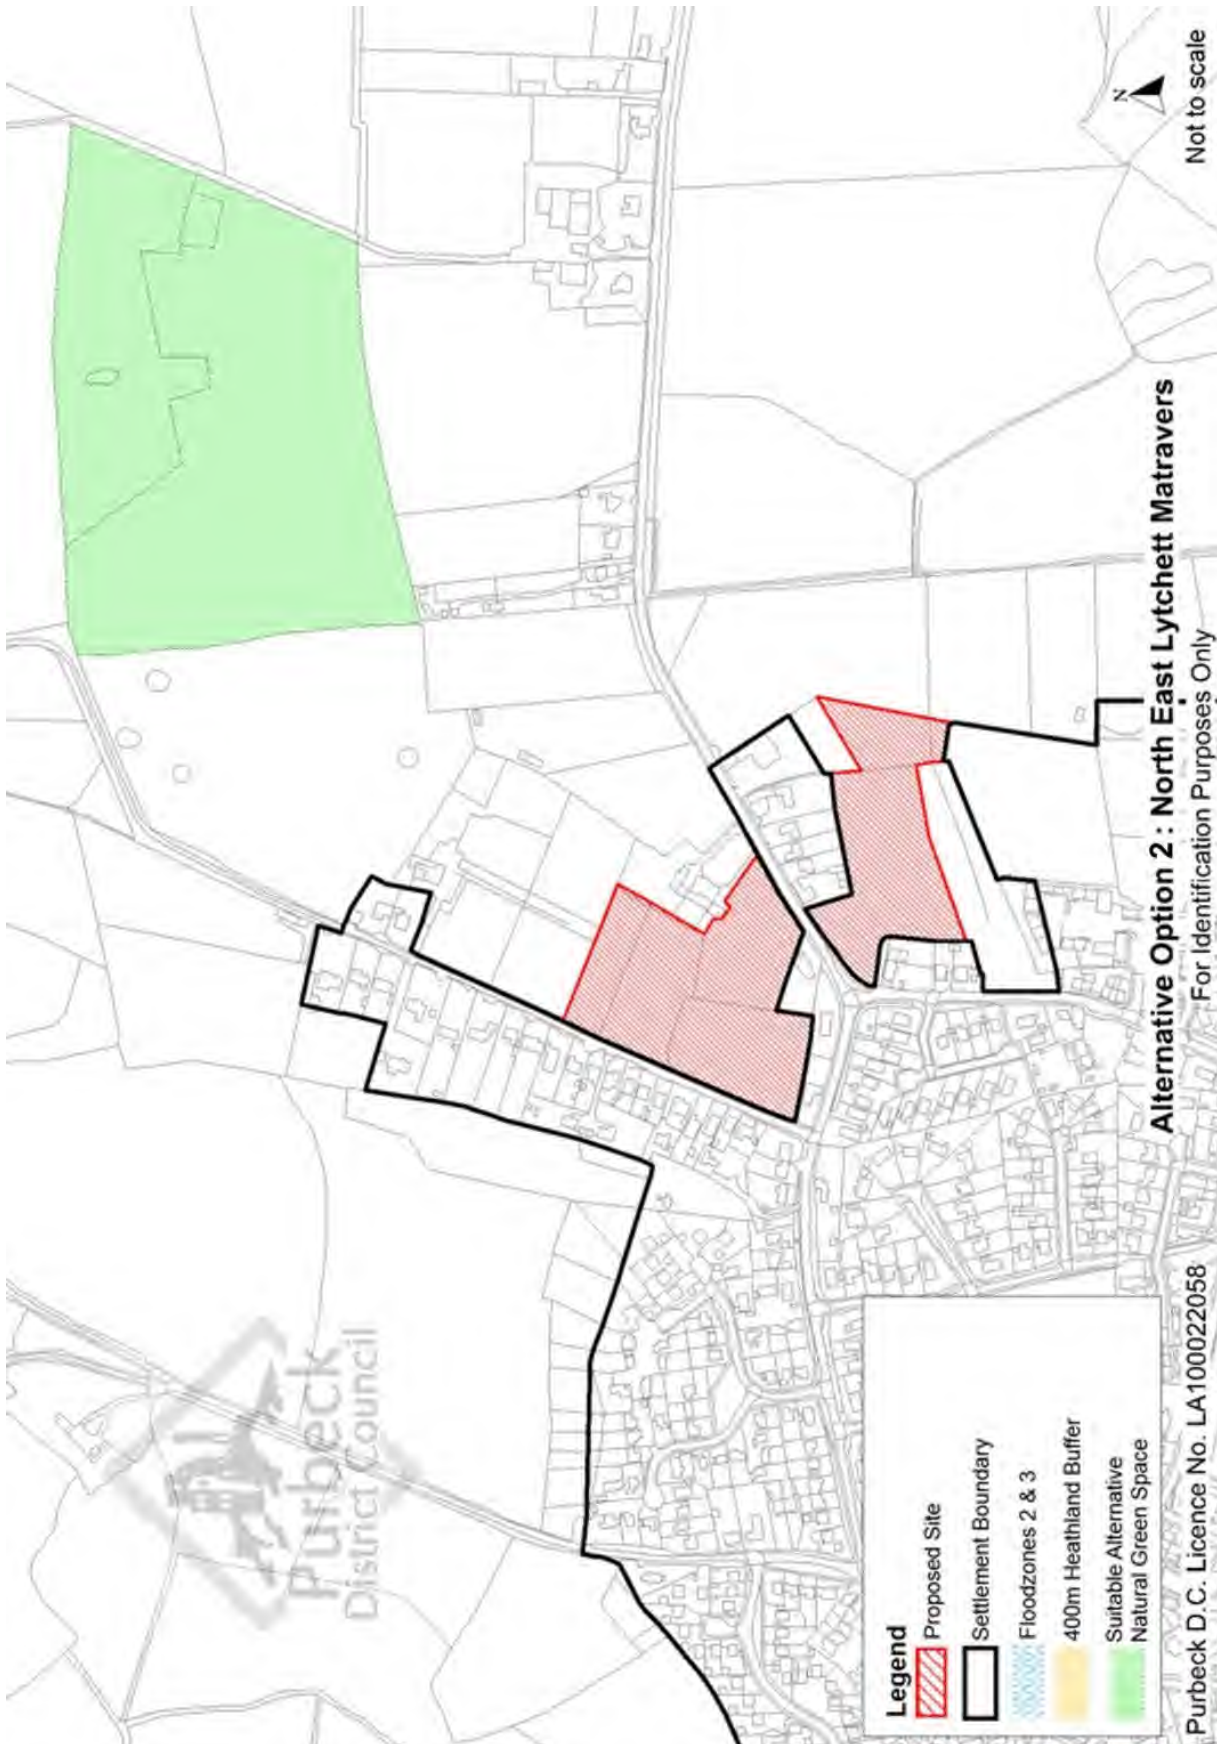 Purbeck
District Council
N
Not to scale
Legend
Proposed Site
Settlement Boundary
Floodzones 2 & 3
400m Heathland Buffer
Suitable Alternative
Natural Green Space
Alternative Option 2 : North East Lytchett Matravers
For Identification Purposes Only
Purbeck D.C. Licence No. LA100022058